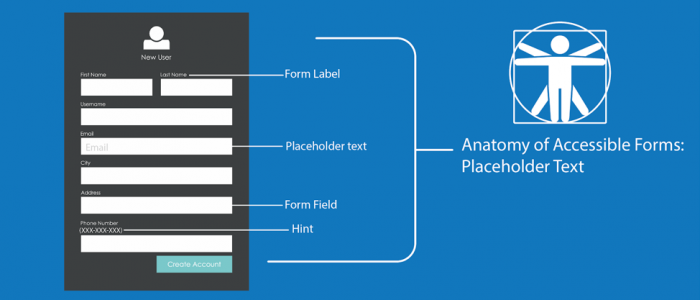 New User
First Name
Last Name
Form Label
Username
Email
Email
Placeholder text
City
Address
Form Field
Phone Number
(XXX-XXX-XXX)
Hint
Create Account
Anatomy of Accessible Forms:
Placeholder Text